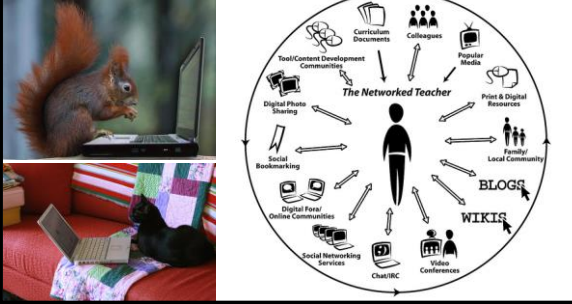 Curriculum
Documents
Colleagues
Tool/Content Development
Communities
Popular
Media
The Networked Teacher
Digital Photo
Sharing
Print & Digital
Resources
Social
Bookmarking
Family/
Local Community
Digital Fora/
Online Communities
BLOGS
WIKIS
Social Networking
Services
Chat/IRC
Video
Conferences